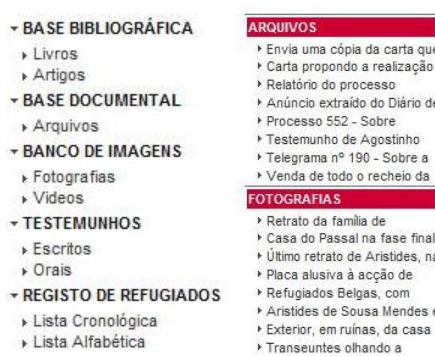 BASE BIBLIOGRÁFICA
Livros
Artigos
BASE DOCUMENTAL
Arquivos
BANCO DE IMAGENS
Fotografias
Videos
TESTEMUNHOS
Escritos
Orais
REGISTO DE REFUGIADOS
Lista Cronológica
Lista Alfabética
ARQUIVOS
Envia uma cópia da carta que
Carta propondo a realização
Relatório do processo
Anúncio extraído do Diário de
Processo 552 - Sobre
Testemunho de Agostinho
Telegrama nº 190 - Sobre a
Venda de todo o recheio da
FOTOGRAFIAS
Retrato da família de
Casa do Passal na fase final
Último retrato de Aristides, na
Placa alusiva à acção de
Refugiados Belgas, com
Aristides de Sousa Mendes e
Exterior, em ruínas, da casa
Transeuntes olhando a